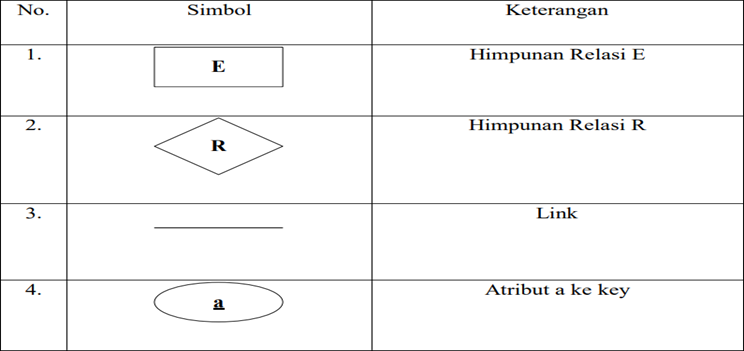 No. Simbol Keterangan
1. E Himpunan Relasi E
2. R Himpunan Relasi R
3. Link
4. a Atribut a ke key